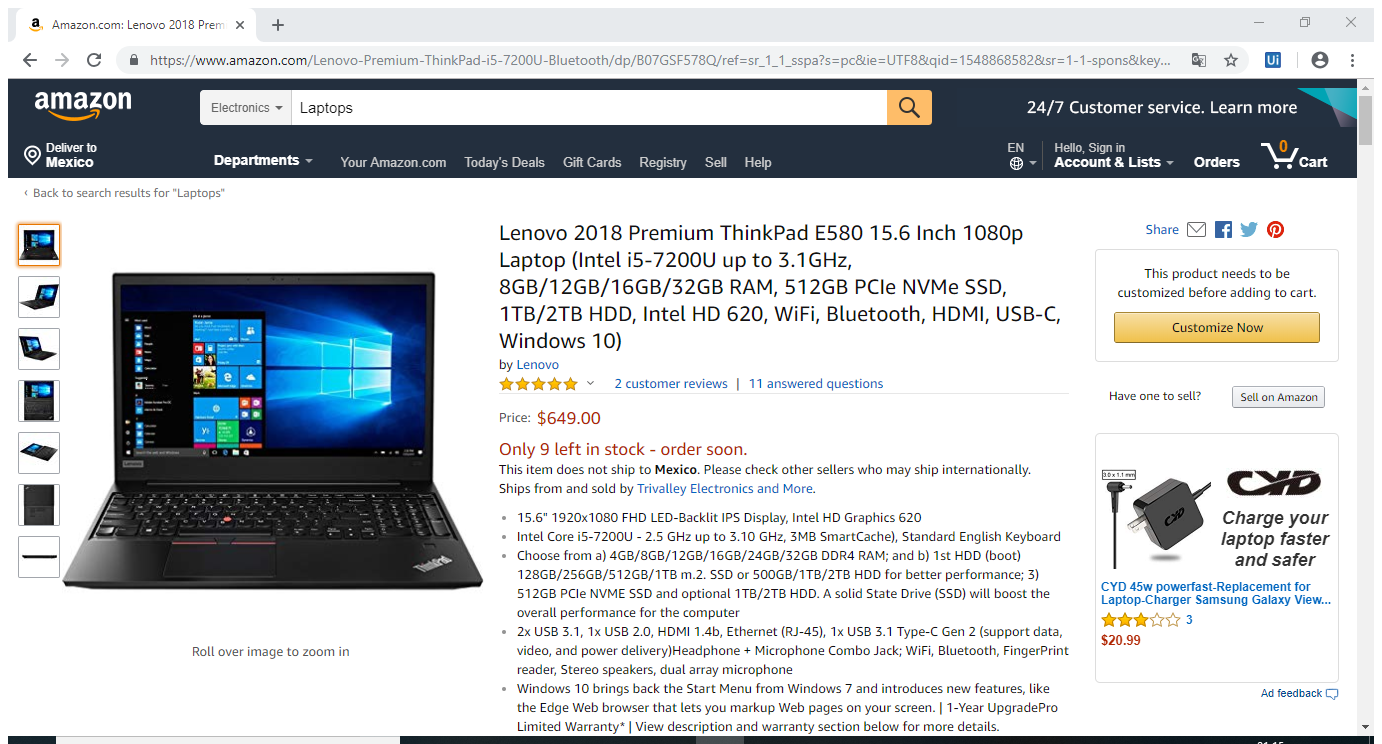 Amazon.com: Lenovo 2018 Prem
https://www.amazon.com/Lenovo-Premium-ThinkPad-i5-7200U-Bluetooth/dp/B07GSF578Q/ref=sr_1_1_sspa?s=pc&ie=UTF8&qid=1548868582&sr=1-1-spons&key...
Ui
amazon
Electronics
Laptops
24/7 Customer service. Learn more
Deliver to
Mexico
Departments
Your Amazon.com
Today's Deals
Gift Cards
Registry
Sell
Help
EN
Hello, Sign in
Account & Lists
Orders
0
Cart
‹ Back to search results for "Laptops"
Lenovo 2018 Premium ThinkPad E580 15.6 Inch 1080p
Laptop (Intel i5-7200U up to 3.1GHz,
8GB/12GB/16GB/32GB RAM, 512GB PCIe NVMe SSD,
1TB/2TB HDD, Intel HD 620, WiFi, Bluetooth, HDMI, USB-C,
Windows 10)
by Lenovo
2 customer reviews | 11 answered questions
Price: $649.00
Only 9 left in stock - order soon.
This item does not ship to Mexico. Please check other sellers who may ship internationally.
Ships from and sold by Trivalley Electronics and More.
• 15.6" 1920x1080 FHD LED-Backlit IPS Display, Intel HD Graphics 620
• Intel Core i5-7200U - 2.5 GHz up to 3.10 GHz, 3MB SmartCache), Standard English Keyboard
• Choose from a) 4GB/8GB/12GB/16GB/24GB/32GB DDR4 RAM; and b) 1st HDD (boot)
128GB/256GB/512GB/1TB m.2. SSD or 500GB/1TB/2TB HDD for better performance; 3)
512GB PCIe NVME SSD and optional 1TB/2TB HDD. A solid State Drive (SSD) will boost the
overall performance for the computer
• 2x USB 3.1, 1x USB 2.0, HDMI 1.4b, Ethernet (RJ-45), 1x USB 3.1 Type-C Gen 2 (support data,
video, and power delivery)Headphone + Microphone Combo Jack; WiFi, Bluetooth, FingerPrint
reader, Stereo speakers, dual array microphone
• Windows 10 brings back the Start Menu from Windows 7 and introduces new features, like
the Edge Web browser that lets you markup Web pages on your screen. | 1-Year UpgradePro
Limited Warranty* | View description and warranty section below for more details.
Lenovo
ThinkPad
Roll over image to zoom in
Share
This product needs to be
customized before adding to cart.
Customize Now
Have one to sell?
Sell on Amazon
3.0 x 1.1 mm
CYD
CYD
Charge your
laptop faster
and safer
CYD 45w powerfast-Replacement for
Laptop-Charger Samsung Galaxy View...
3
$20.99
Ad feedback